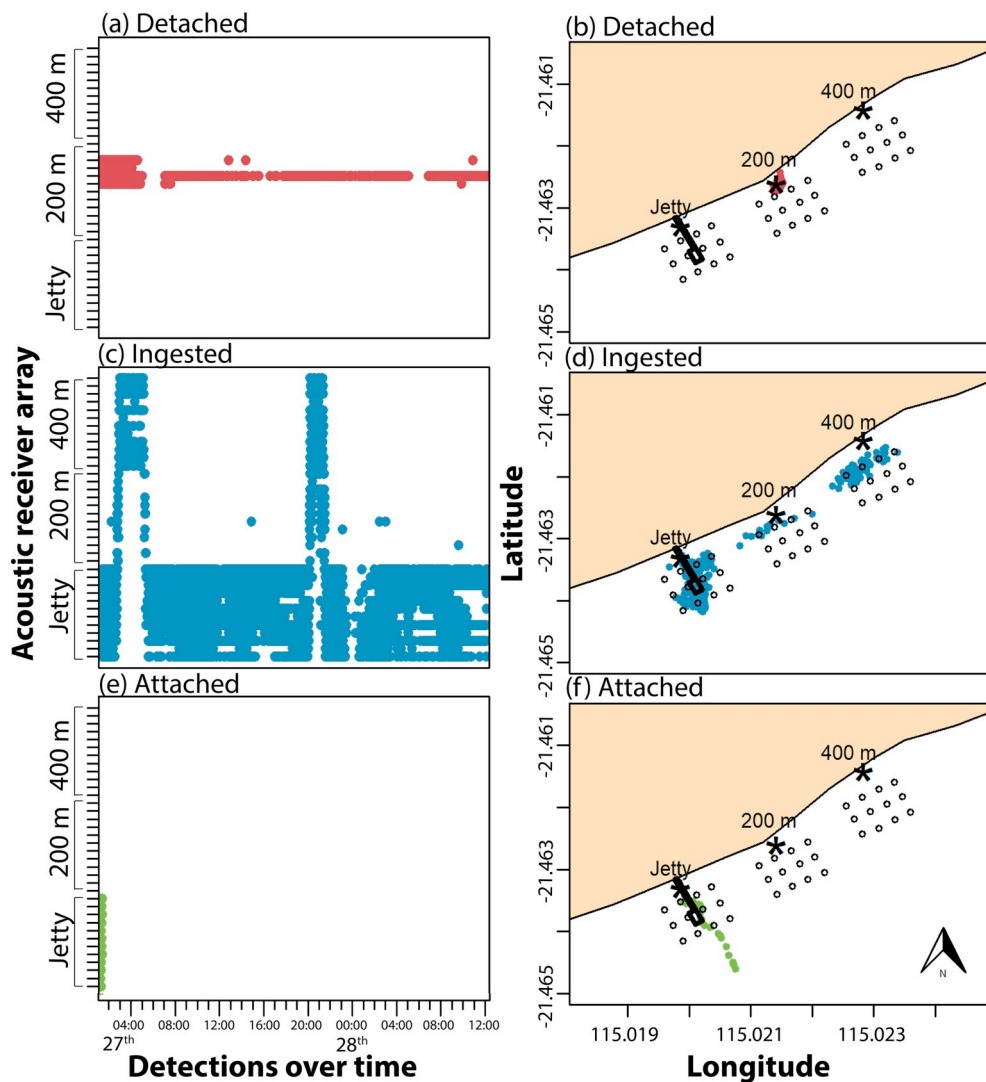 (a) Detached
(b) Detached
400 m
200 m
Jetty
-21.461
-21.463
-21.465
400 m
200 m
Jetty
(c) Ingested
(d) Ingested
Acoustic receiver array
400 m
200 m
Jetty
Latitude
-21.461
-21.463
-21.465
400 m
200 m
Jetty
(e) Attached
(f) Attached
400 m
200 m
Jetty
-21.461
-21.463
-21.465
400 m
200 m
Jetty
N
04:00 08:00 12:00 16:00 20:00 00:00 04:00 08:00 12:00
27th 28th
115.019 115.021 115.023
Detections over time
Longitude